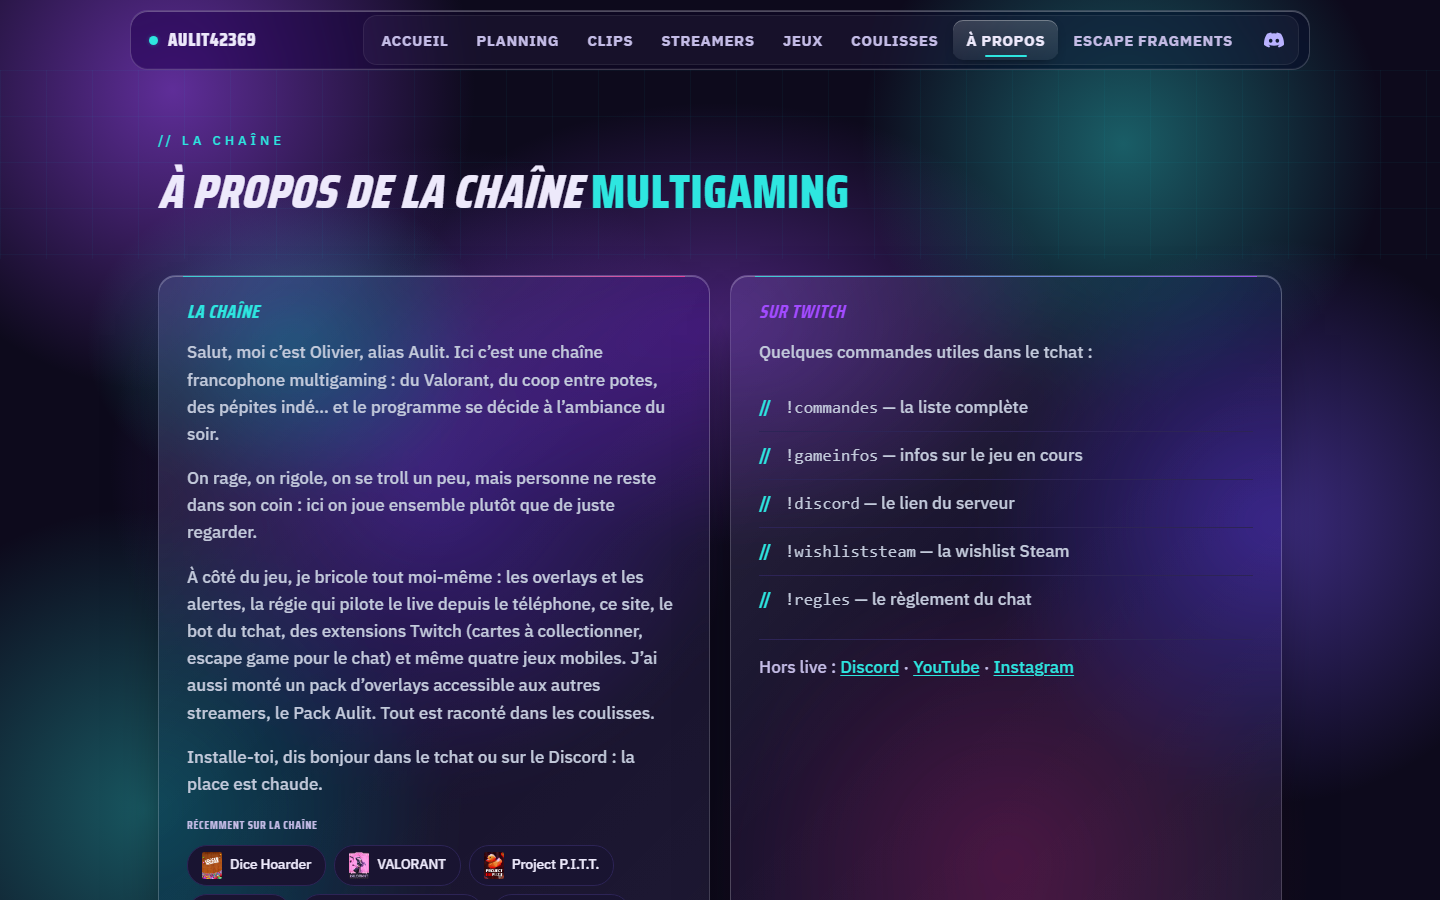 AULIT42369
ACCUEIL
PLANNING
CLIPS
STREAMERS
JEUX
COULISSES
À PROPOS
ESCAPE FRAGMENTS
// LA CHAÎNE
À PROPOS DE LA CHAÎNE MULTIGAMING
LA CHAÎNE
Salut, moi c’est Olivier, alias Aulit. Ici c’est une chaîne
francophone multigaming : du Valorant, du coop entre potes,
des pépites indé… et le programme se décide à l’ambiance du
soir.
On rage, on rigole, on se troll un peu, mais personne ne reste
dans son coin : ici on joue ensemble plutôt que de juste
regarder.
À côté du jeu, je bricole tout moi-même : les overlays et les
alertes, la régie qui pilote le live depuis le téléphone, ce site, le
bot du tchat, des extensions Twitch (cartes à collectionner,
escape game pour le chat) et même quatre jeux mobiles. J’ai
aussi monté un pack d’overlays accessible aux autres
streamers, le Pack Aulit. Tout est raconté dans les coulisses.
Installe-toi, dis bonjour dans le tchat ou sur le Discord : la
place est chaude.
RÉCEMMENT SUR LA CHAÎNE
Dice Hoarder
VALORANT
Project P.I.T.T.
SUR TWITCH
Quelques commandes utiles dans le tchat :
// !commandes — la liste complète
// !gameinfos — infos sur le jeu en cours
// !discord — le lien du serveur
// !wishliststeam — la wishlist Steam
// !regles — le règlement du chat
Hors live : Discord · YouTube · Instagram